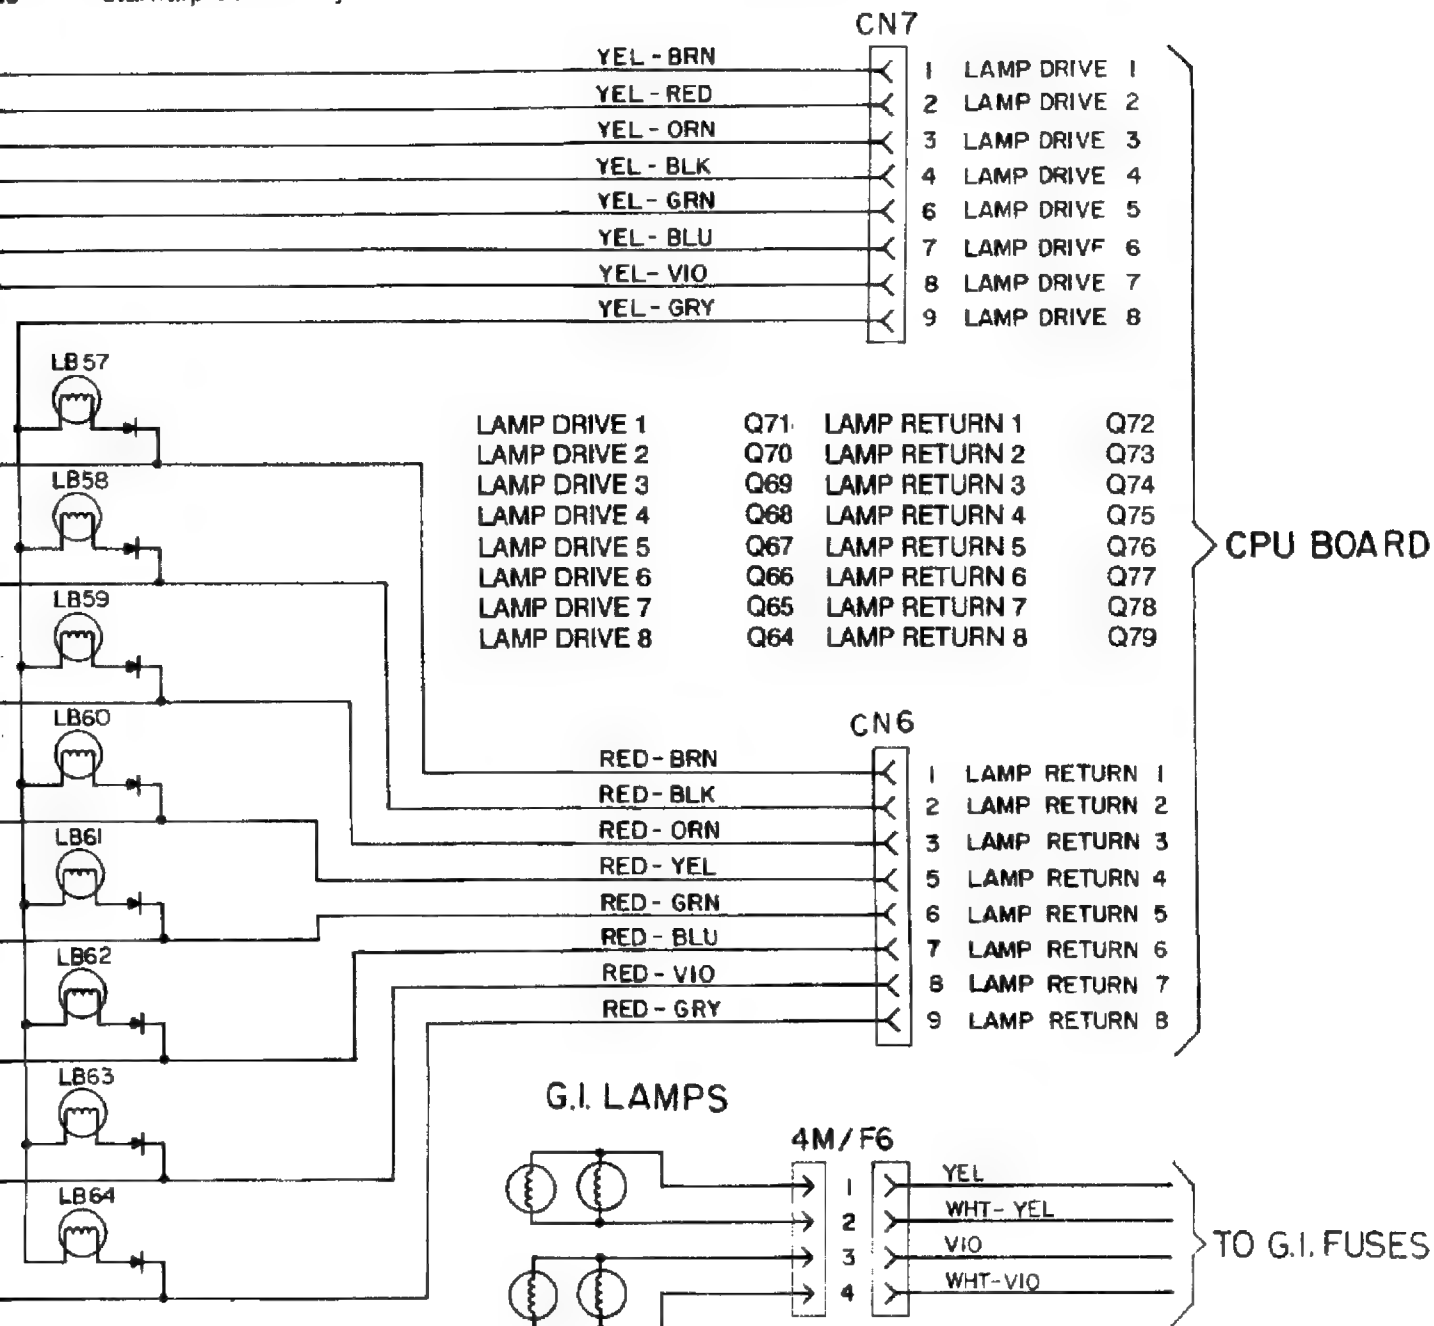 CN7
YEL-BRN 1 LAMP DRIVE 1
YEL-RED 2 LAMP DRIVE 2
YEL-ORN 3 LAMP DRIVE 3
YEL-BLK 4 LAMP DRIVE 4
YEL-GRN 6 LAMP DRIVE 5
YEL-BLU 7 LAMP DRIVE 6
YEL-VIO 8 LAMP DRIVE 7
YEL-GRY 9 LAMP DRIVE 8
LB57
LB58
LB59
LB60
LB61
LB62
LB63
LB64
LAMP DRIVE 1 Q71 LAMP RETURN 1 Q72
LAMP DRIVE 2 Q70 LAMP RETURN 2 Q73
LAMP DRIVE 3 Q69 LAMP RETURN 3 Q74
LAMP DRIVE 4 Q68 LAMP RETURN 4 Q75
LAMP DRIVE 5 Q67 LAMP RETURN 5 Q76
LAMP DRIVE 6 Q66 LAMP RETURN 6 Q77
LAMP DRIVE 7 Q65 LAMP RETURN 7 Q78
LAMP DRIVE 8 Q64 LAMP RETURN 8 Q79
CPU BOARD
CN6
RED-BRN 1 LAMP RETURN 1
RED-BLK 2 LAMP RETURN 2
RED-ORN 3 LAMP RETURN 3
RED-YEL 5 LAMP RETURN 4
RED-GRN 6 LAMP RETURN 5
RED-BLU 7 LAMP RETURN 6
RED-VIO 8 LAMP RETURN 7
RED-GRY 9 LAMP RETURN 8
G.I. LAMPS
4M/F6
1 YEL
2 WHT-YEL
3 VIO
4 WHT-VIO
TO G.I. FUSES